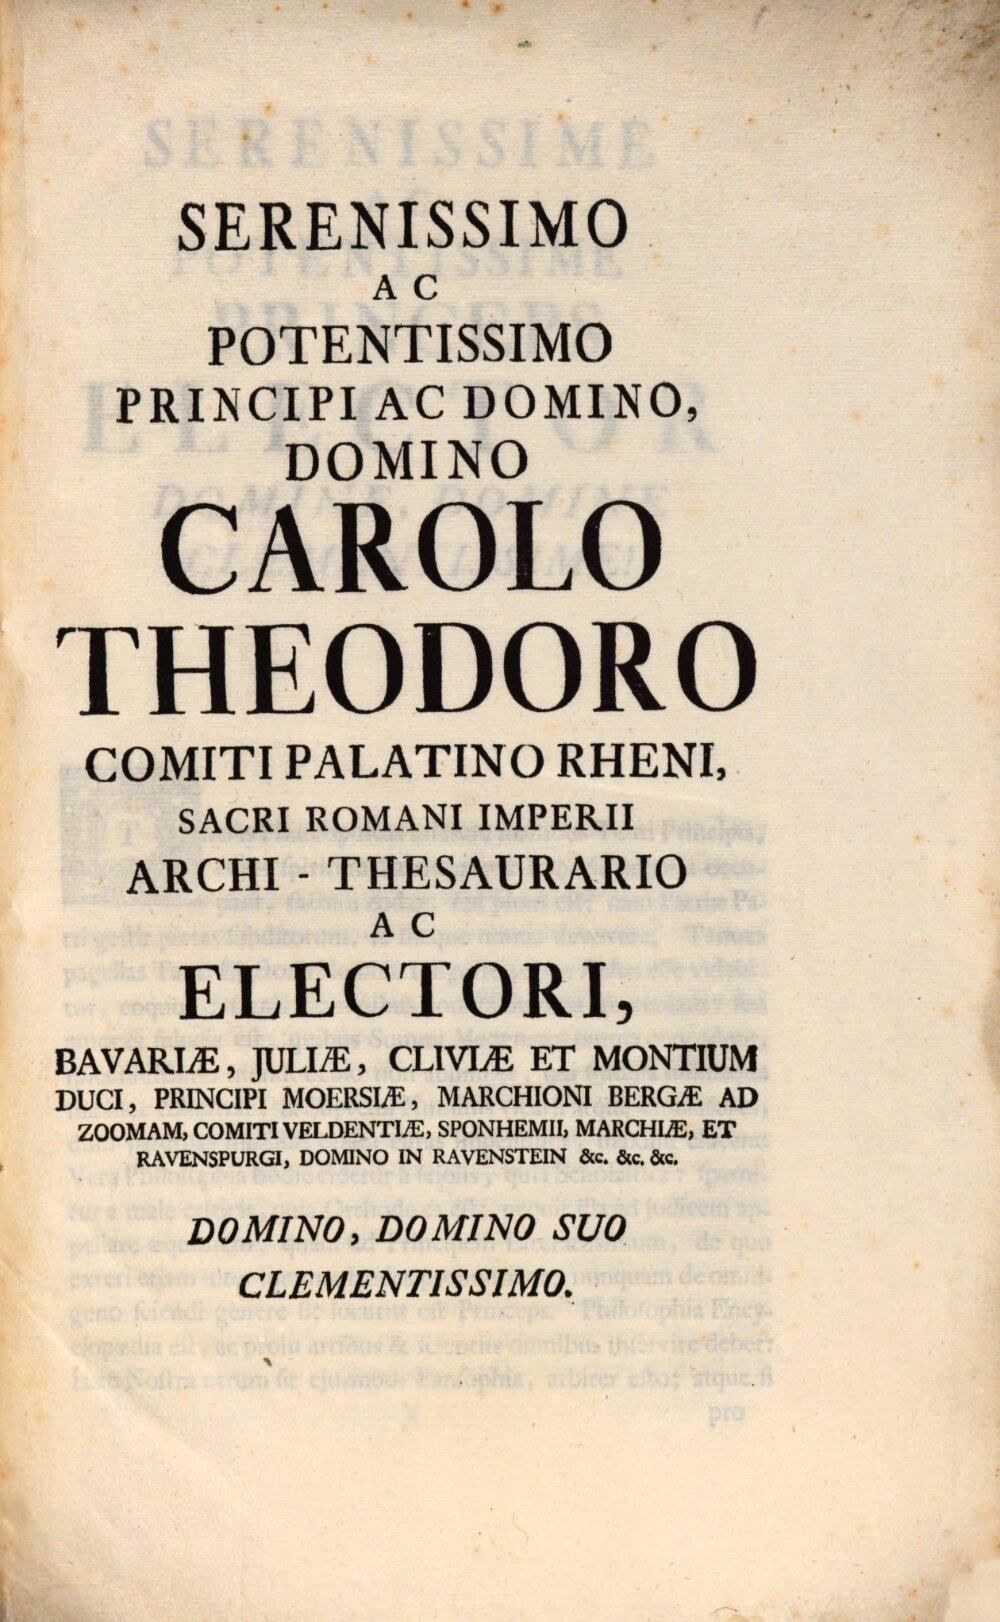 SERENISSIMO
AC
POTENTISSIMO
PRINCIPI AC DOMINO,
DOMINO
CAROLO
THEODORO
COMITI PALATINO RHENI,
SACRI ROMANI IMPERII
ARCHI - THESAURARIO
AC
ELECTORI,
BAVARIÆ, JULIÆ, CLIVIÆ ET MONTIUM
DUCI, PRINCIPI MOERSIÆ, MARCHIONI BERGÆ AD
ZOOMAM, COMITI VELDENTIÆ, SPONHEMII, MARCHIÆ, ET
RAVENSPURGI, DOMINO IN RAVENSTEIN &c. &c. &c.
DOMINO, DOMINO SUO
CLEMENTISSIMO.